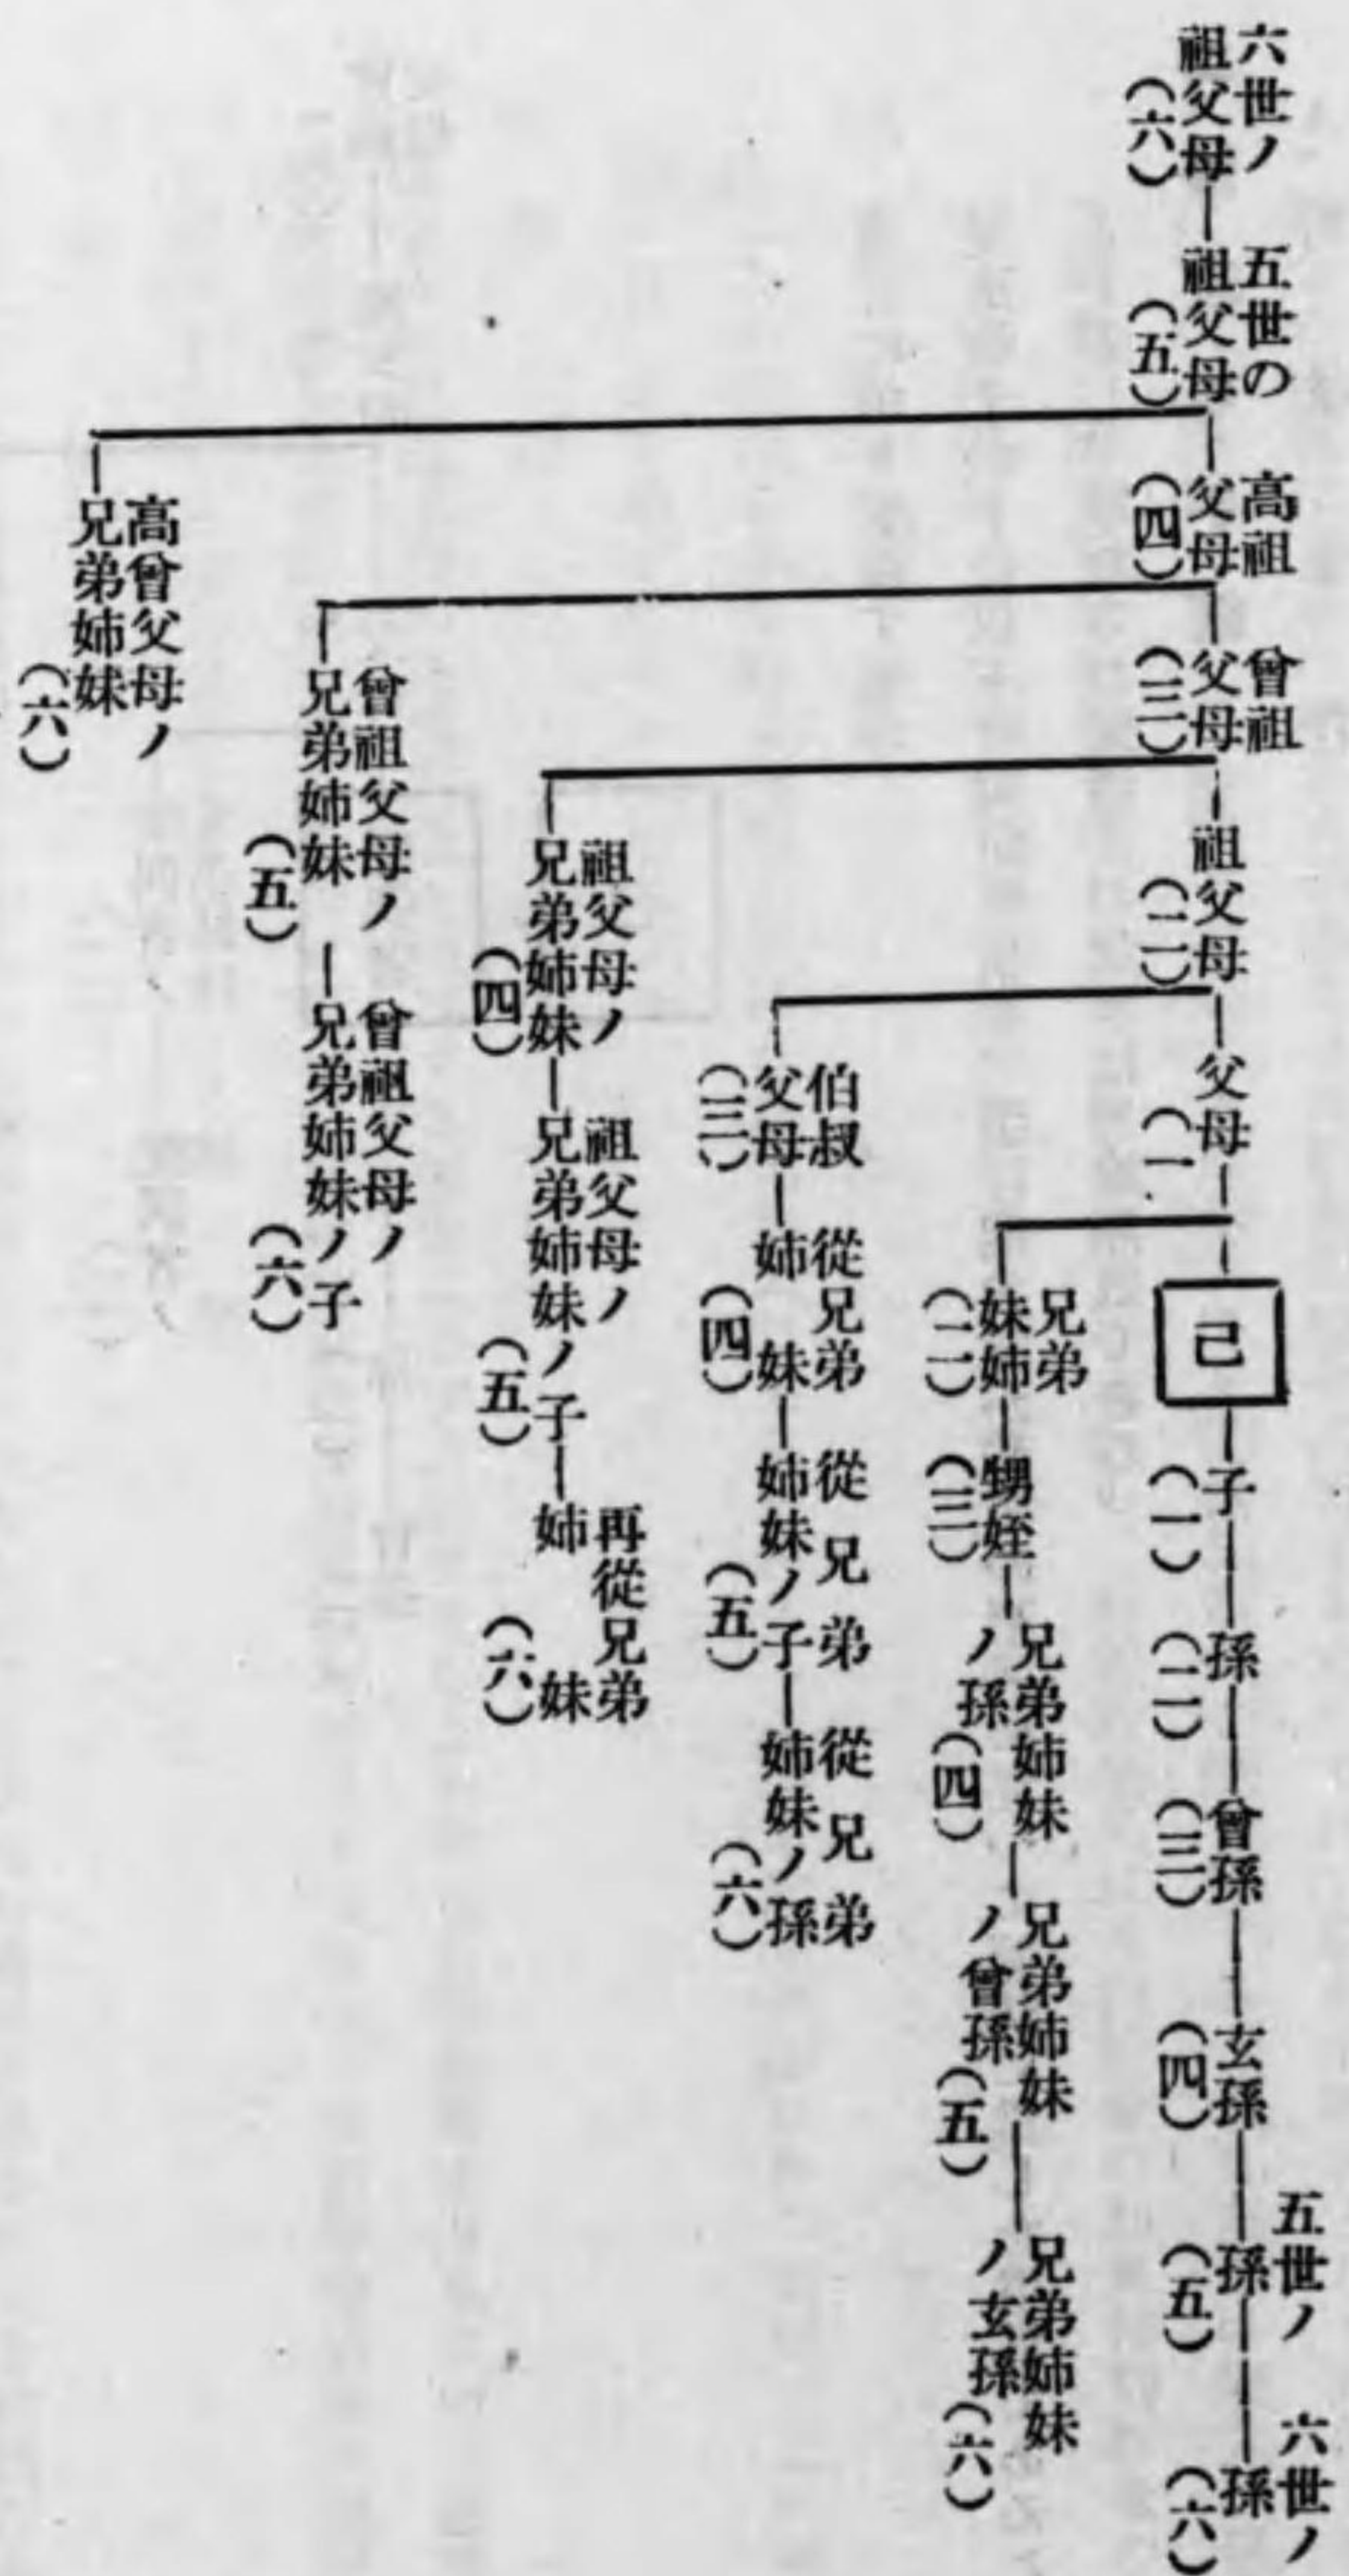 六世ノ
祖父母
(六)
五世の
祖父母
(五)
高祖
父母
(四)
曾祖
父母
(三)
祖父母
(二)
父母
(一
己
子
(一)
孫
(二)
曾孫
(三)
玄孫
(四)
五世ノ
孫
(五)
六世ノ
孫
(六)
兄弟
妹姉
(二)
甥姪
(三)
兄弟姉妹
ノ孫
(四)
兄弟姉妹
ノ曾孫
(五)
兄弟姉妹
ノ玄孫
(六)
伯叔
父母
(三)
從兄弟
姉妹
(四)
從兄弟
姉妹ノ子
(五)
從兄弟
姉妹ノ孫
(六)
祖父母ノ
兄弟姉妹
(四)
祖父母ノ
兄弟姉妹ノ子
(五)
再從兄弟
姉妹
(六)
曾祖父母ノ
兄弟姉妹
(五)
曾祖父母ノ
兄弟姉妹ノ子
(六)
高曾父母ノ
兄弟姉妹
(六)